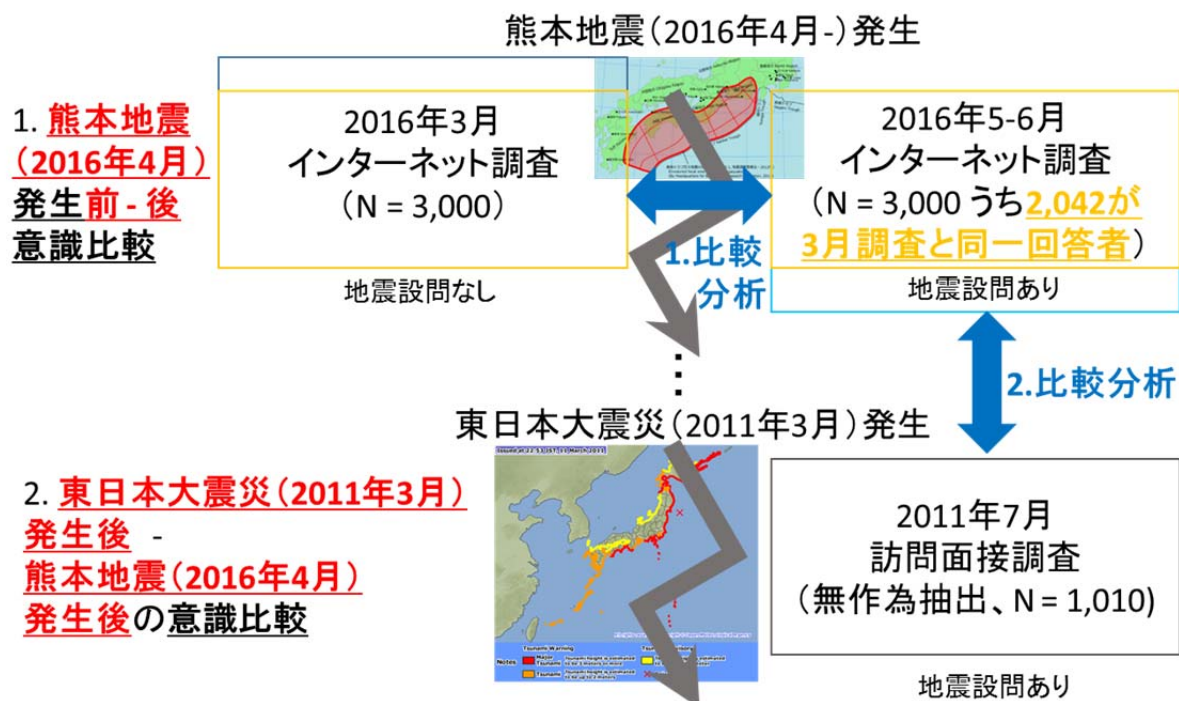 熊本地震(2016年4月-)発生
1. 熊本地震
(2016年4月)
発生前 - 後
意識比較
2016年3月
インターネット調査
(N = 3,000)
地震設問なし
1.比較
分析
2016年5-6月
インターネット調査
(N = 3,000 うち2,042が
3月調査と同一回答者)
地震設問あり
2.比較分析
東日本大震災(2011年3月)発生
2. 東日本大震災(2011年3月)
発生後 -
熊本地震(2016年4月)
発生後の意識比較
Tsunami Warning
Notes
Major
Tsunami
Tsunami
2011年7月
訪問面接調査
(無作為抽出、N = 1,010)
地震設問あり